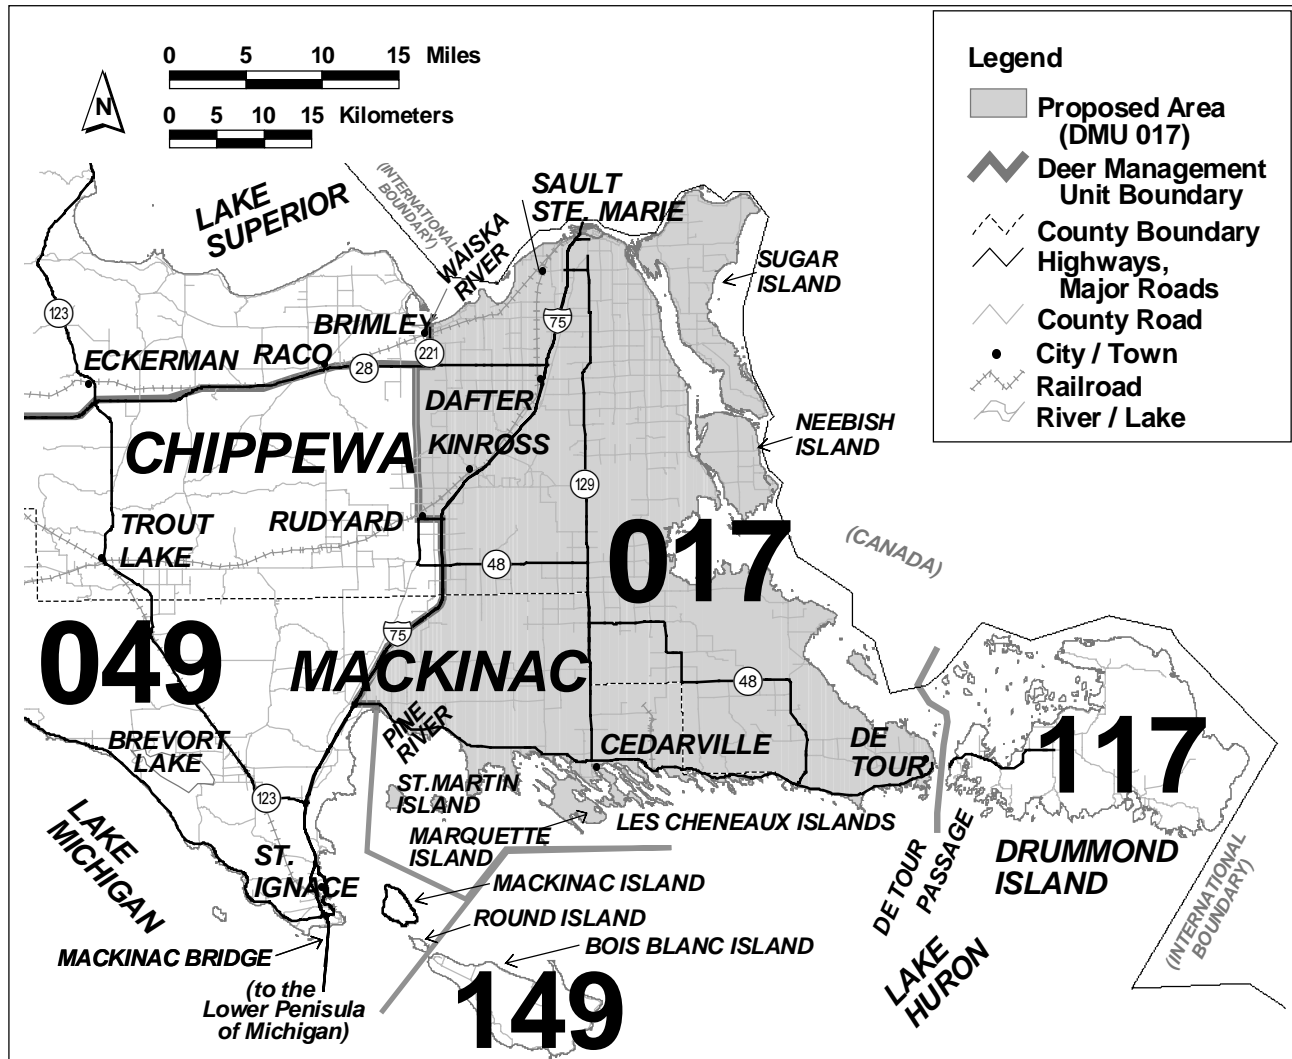 0 5 10 15 Miles
0 5 10 15 Kilometers
N
Legend
Proposed Area
(DMU 017)
Deer Management
Unit Boundary
County Boundary
Highways,
Major Roads
County Road
City / Town
Railroad
River / Lake
LAKE
SUPERIOR
(INTERNATIONAL
BOUNDARY)
WAISKA
RIVER
SAULT
STE. MARIE
SUGAR
ISLAND
123
BRIMLEY
75
221
ECKERMAN
RACO
28
DAFTER
CHIPPEWA
KINROSS
NEEBISH
ISLAND
129
RUDYARD
TROUT
LAKE
017
(CANADA)
48
049
75
MACKINAC
48
PINE
RIVER
117
BREVORT
LAKE
CEDARVILLE
DE
TOUR
123
ST.MARTIN
ISLAND
LAKE
MICHIGAN
MARQUETTE
ISLAND
LES CHENEAUX ISLANDS
DE TOUR
PASSAGE
DRUMMOND
ISLAND
ST.
IGNACE
MACKINAC ISLAND
(INTERNATIONAL
BOUNDARY)
ROUND ISLAND
BOIS BLANC ISLAND
MACKINAC BRIDGE
LAKE
HURON
149
(to the
Lower Penisula
of Michigan)